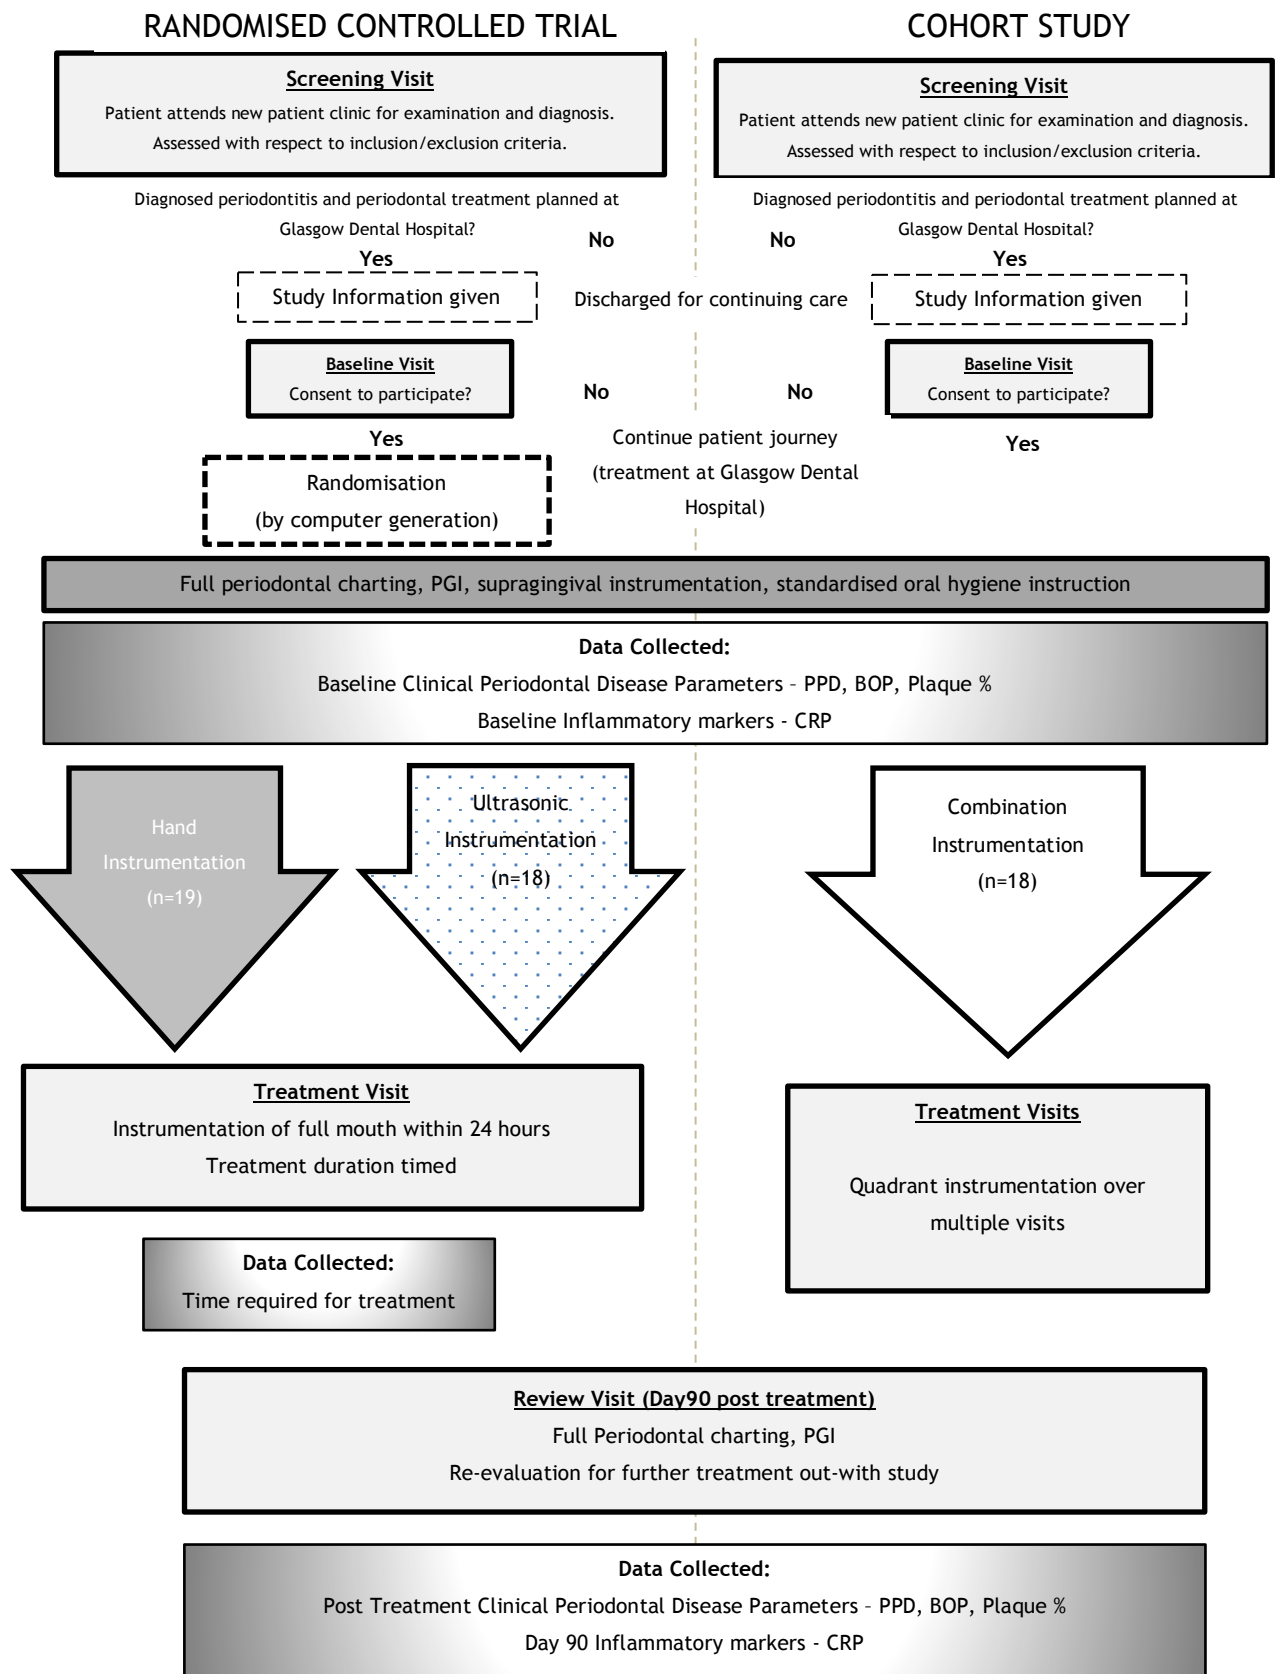 RANDOMISED CONTROLLED TRIAL
COHORT STUDY
Screening Visit
Patient attends new patient clinic for examination and diagnosis.
Assessed with respect to inclusion/exclusion criteria.
Screening Visit
Patient attends new patient clinic for examination and diagnosis.
Assessed with respect to inclusion/exclusion criteria.
Diagnosed periodontitis and periodontal treatment planned at
Glasgow Dental Hospital?
Diagnosed periodontitis and periodontal treatment planned at
Glasgow Dental Hospital?
No
No
Yes
Yes
Study Information given
Discharged for continuing care
Study Information given
Baseline Visit
Consent to participate?
No
No
Baseline Visit
Consent to participate?
Yes
Continue patient journey
(treatment at Glasgow Dental
Hospital)
Yes
Randomisation
(by computer generation)
Full periodontal charting, PGI, supragingival instrumentation, standardised oral hygiene instruction
Data Collected:
Baseline Clinical Periodontal Disease Parameters – PPD, BOP, Plaque %
Baseline Inflammatory markers - CRP
Hand
Instrumentation
(n=19)
Ultrasonic
Instrumentation
(n=18)
Combination
Instrumentation
(n=18)
Treatment Visit
Instrumentation of full mouth within 24 hours
Treatment duration timed
Treatment Visits
Quadrant instrumentation over
multiple visits
Data Collected:
Time required for treatment
Review Visit (Day90 post treatment)
Full Periodontal charting, PGI
Re-evaluation for further treatment out-with study
Data Collected:
Post Treatment Clinical Periodontal Disease Parameters – PPD, BOP, Plaque %
Day 90 Inflammatory markers - CRP